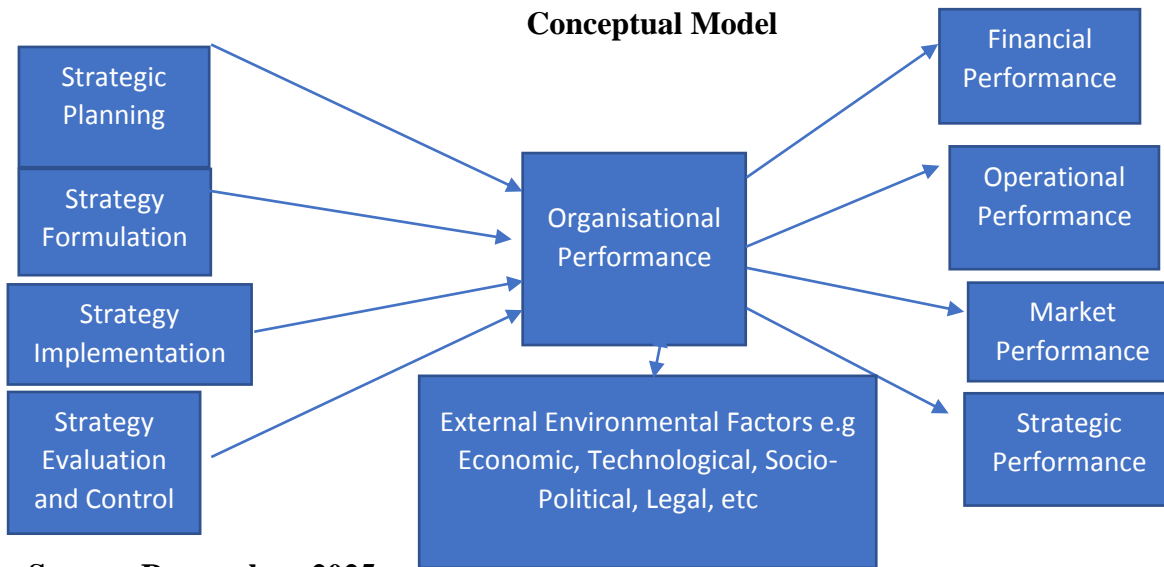 Conceptual Model
Strategic
Planning
Strategy
Formulation
Strategy
Implementation
Strategy
Evaluation
and Control
Organisational
Performance
External Environmental Factors e.g
Economic, Technological, Socio-
Political, Legal, etc
Financial
Performance
Operational
Performance
Market
Performance
Strategic
Performance